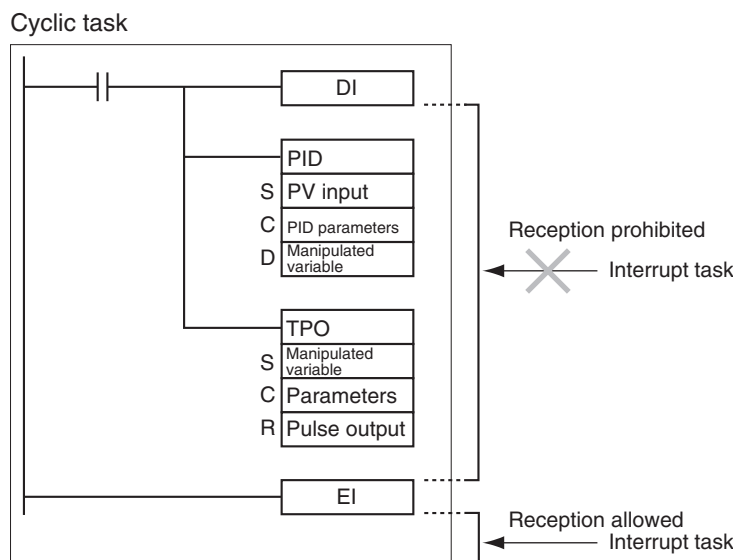 Cyclic task
DI
PID
S PV input
C PID parameters
D Manipulated
variable
Reception prohibited
Interrupt task
TPO
S Manipulated
variable
C Parameters
R Pulse output
EI
Reception allowed
Interrupt task